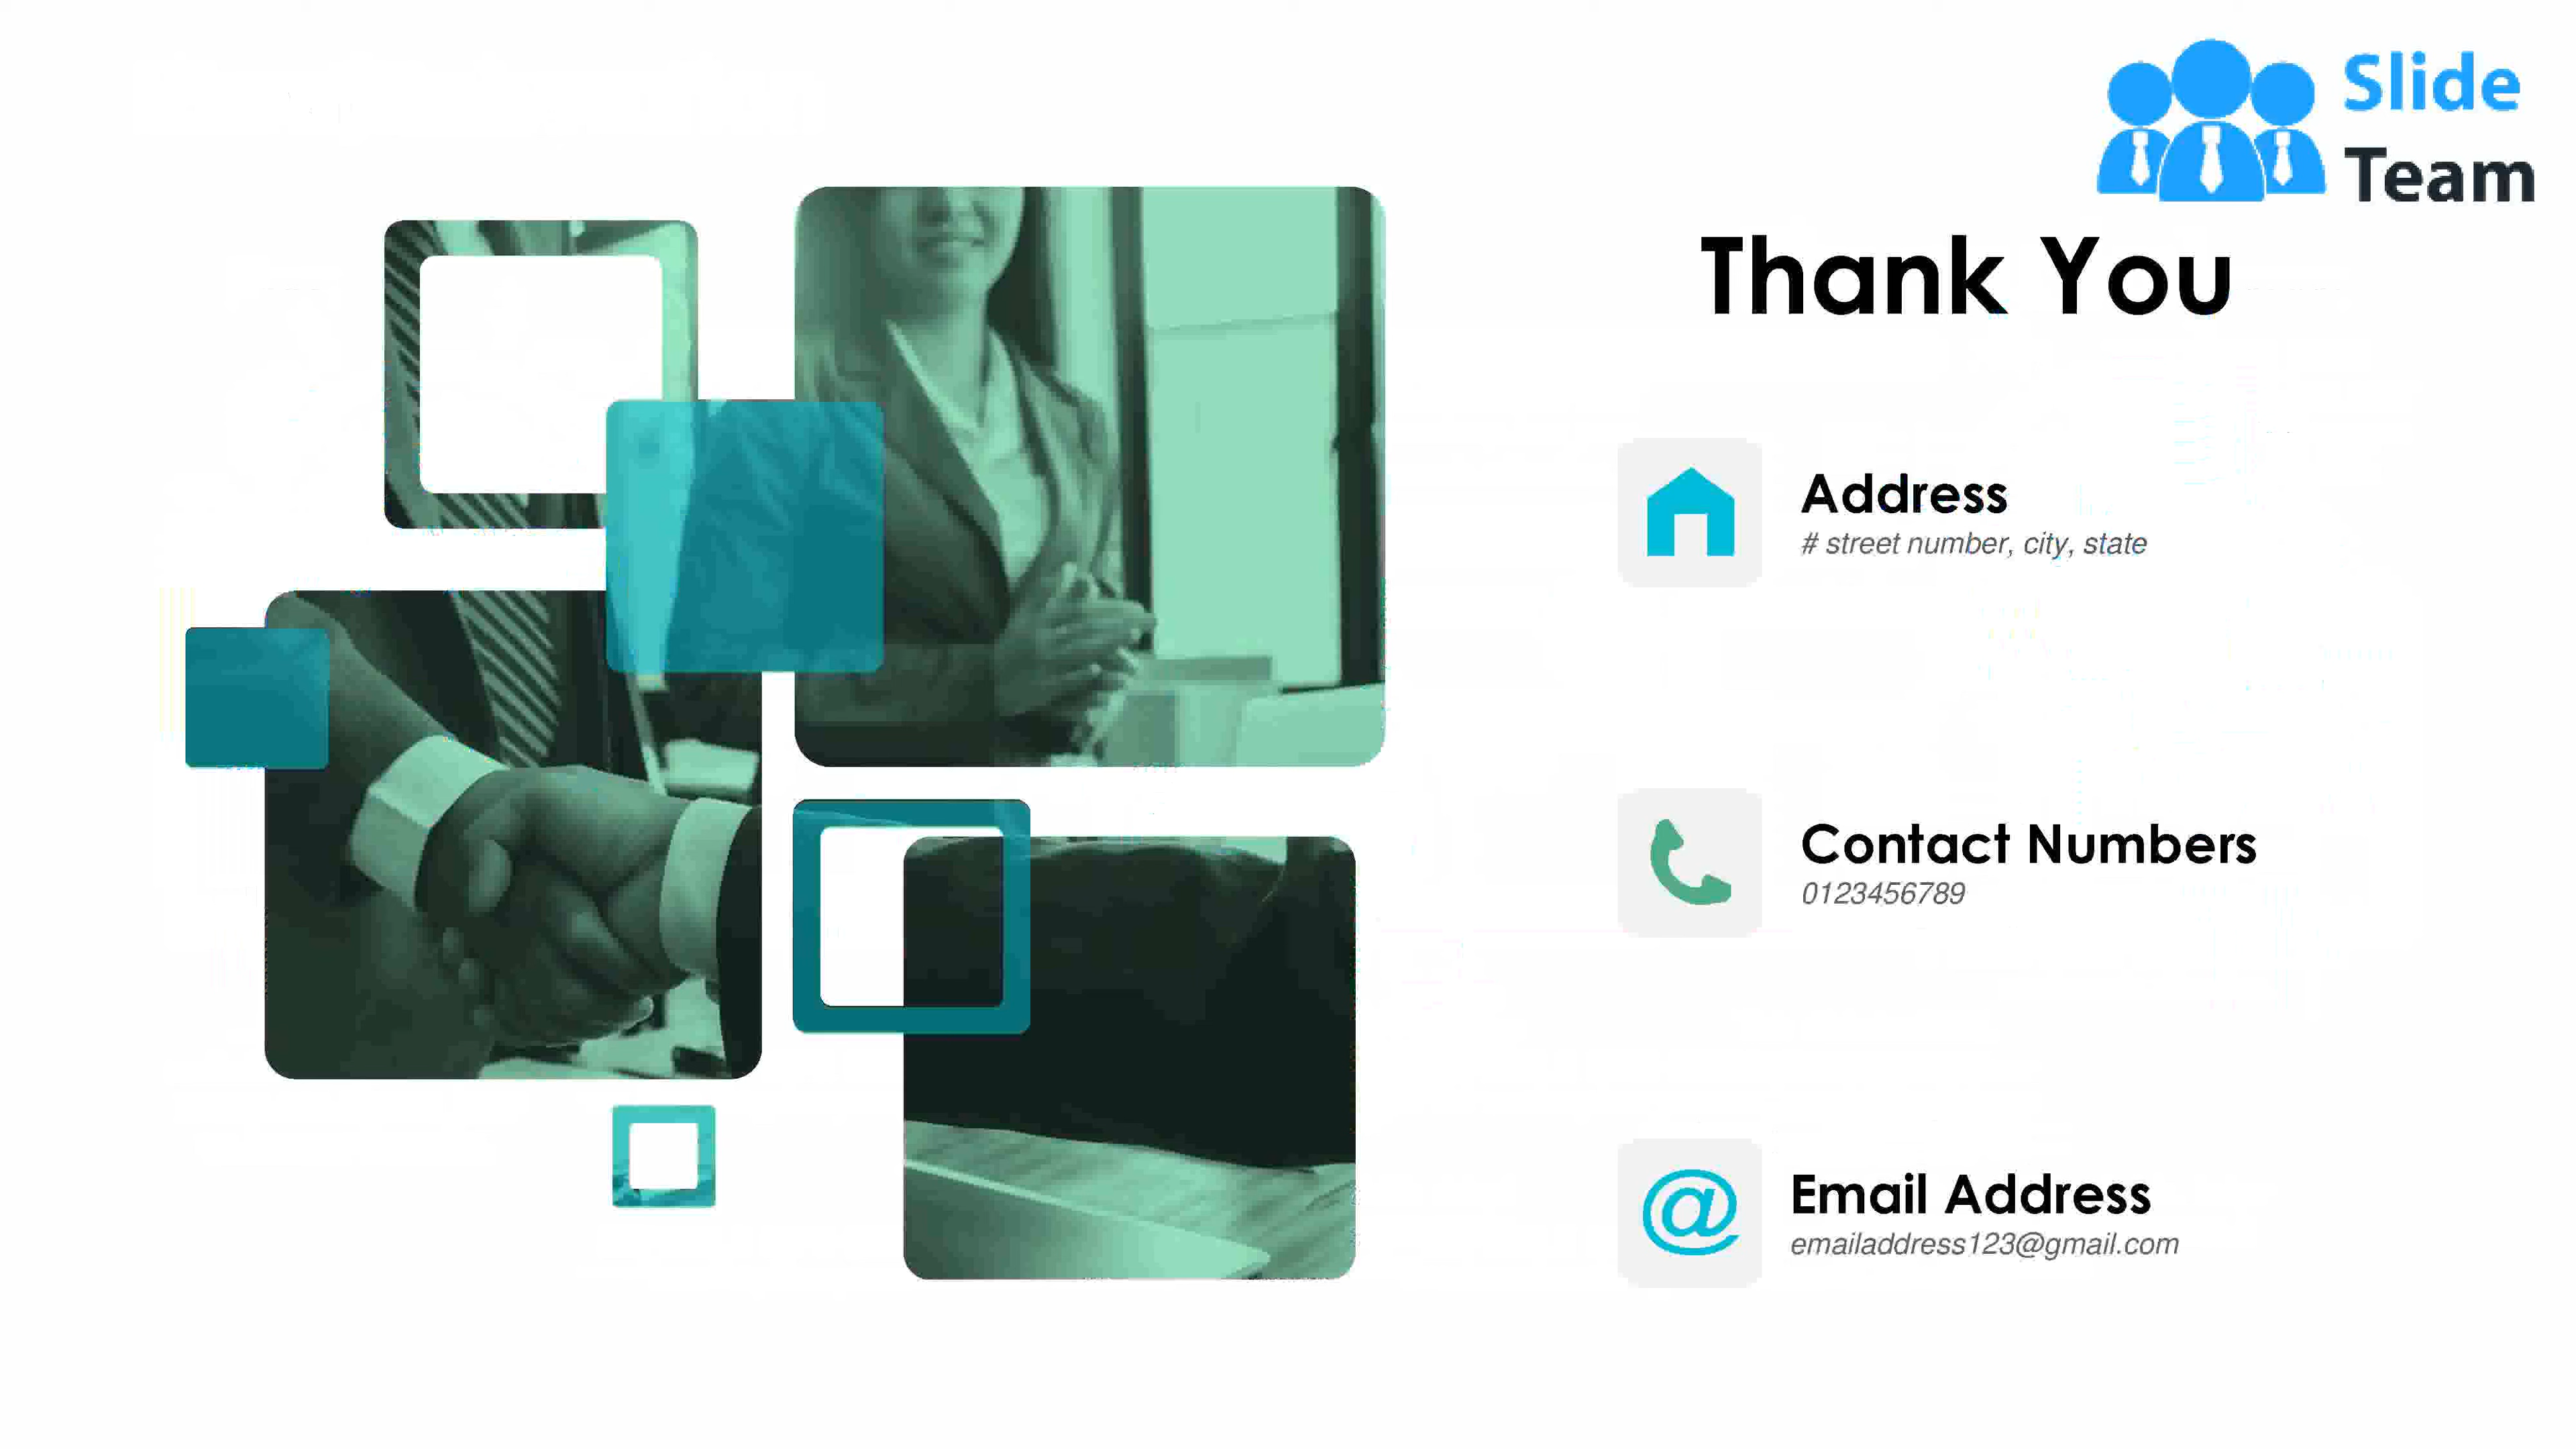 Slide
Team
Thank You
Address
# street number, city, state
Contact Numbers
0123456789
@
Email Address
emailaddress123@gmail.com